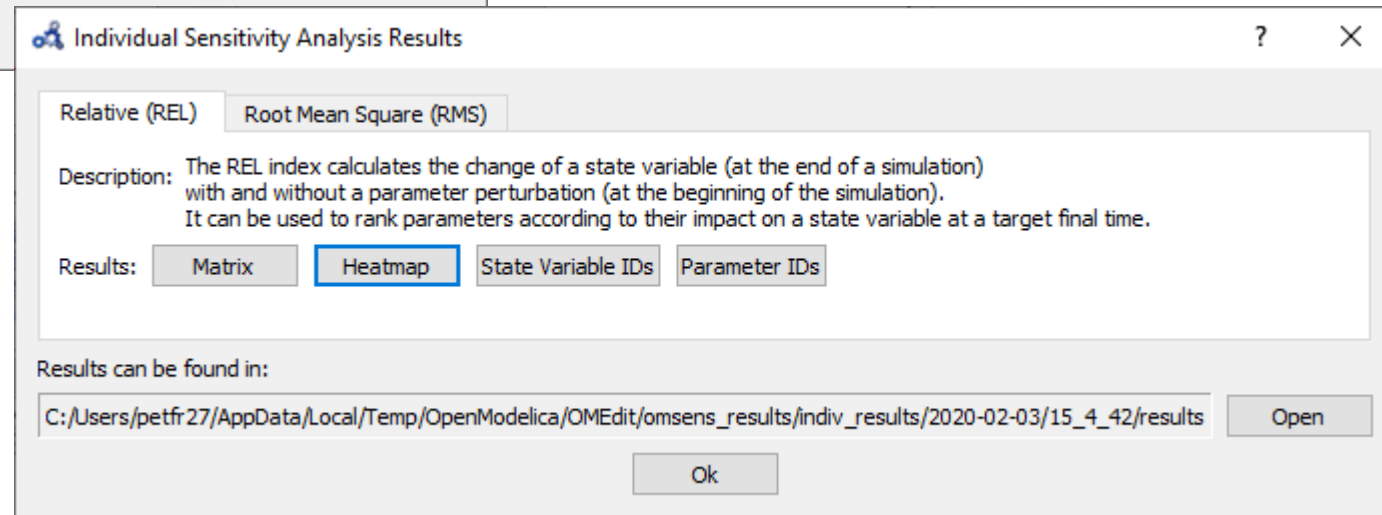 Individual Sensitivity Analysis Results ?
Relative (REL) Root Mean Square (RMS)
Description: The REL index calculates the change of a state variable (at the end of a simulation)
with and without a parameter perturbation (at the beginning of the simulation).
It can be used to rank parameters according to their impact on a state variable at a target final time.
Results: Matrix Heatmap State Variable IDs Parameter IDs
Results can be found in:
C:/Users/petfr27/AppData/Local/Temp/OpenModelica/OMEdit/omsens_results/indiv_results/2020-02-03/15_4_42/results Open
Ok